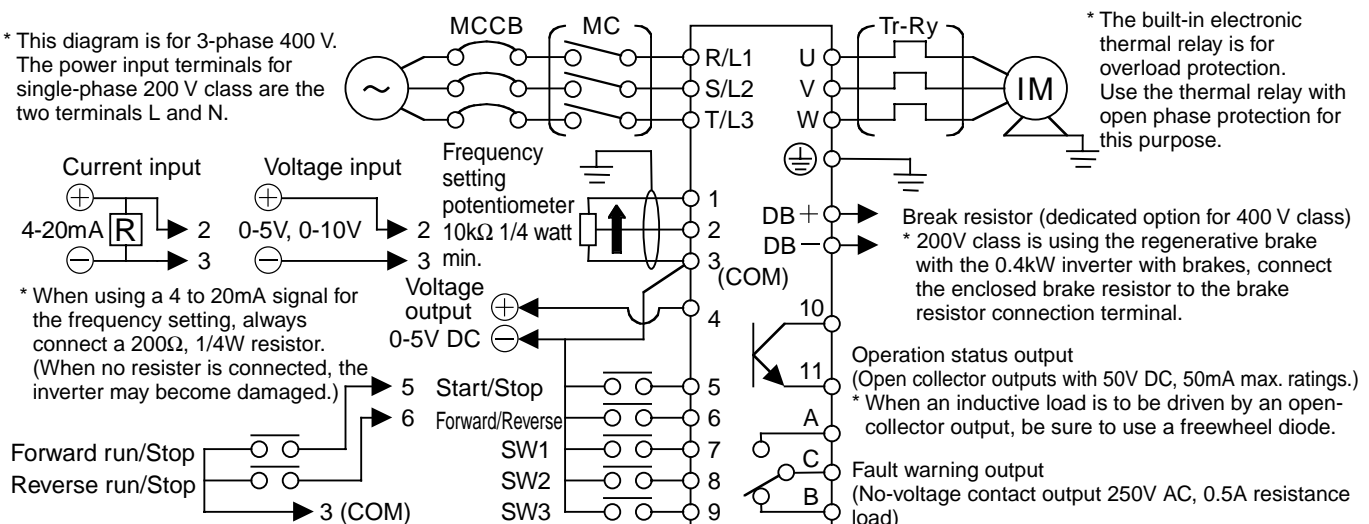 MCCB
MC
Tr-Ry
* This diagram is for 3-phase 400 V.
The power input terminals for
single-phase 200 V class are the
two terminals L and N.
~
R/L1
S/L2
T/L3
U
V
W
IM
* The built-in electronic
thermal relay is for
overload protection.
Use the thermal relay with
open phase protection for
this purpose.
Current input
+
4-20mA
R
−
2
3
Voltage input
+
0-5V, 0-10V
−
2
3
Frequency
setting
potentiometer
10kΩ 1/4 watt
min.
1
2
3
(COM)
DB +
DB −
Break resistor (dedicated option for 400 V class)
* 200V class is using the regenerative brake
with the 0.4kW inverter with brakes, connect
the enclosed brake resistor to the brake
resistor connection terminal.
* When using a 4 to 20mA signal for
the frequency setting, always
connect a 200Ω, 1/4W resistor.
(When no resister is connected, the
inverter may become damaged.)
Voltage
output
+
0-5V DC
−
4
10
11
Operation status output
(Open collector outputs with 50V DC, 50mA max. ratings.)
* When an inductive load is to be driven by an open-
collector output, be sure to use a freewheel diode.
5
6
Start/Stop
5
Forward/Reverse
6
SW1
7
SW2
8
SW3
9
Forward run/Stop
Reverse run/Stop
3 (COM)
A
C
B
Fault warning output
(No-voltage contact output 250V AC, 0.5A resistance
load)